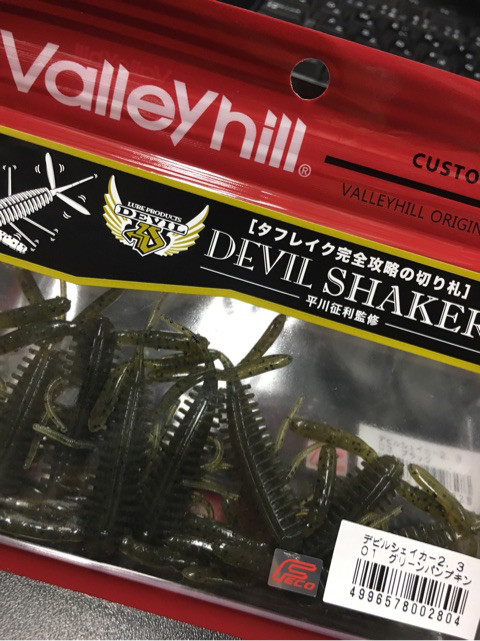 Valleyhill®
CUSTO
VALLEYHILL ORIGIN
LURE PRODUCTS
DEVIL
[タフレイク完全攻略の切り札]
DEVIL SHAKER
平川征利監修
デビルシェイカー2.3
01 グリーンパンプキン
4996578002804